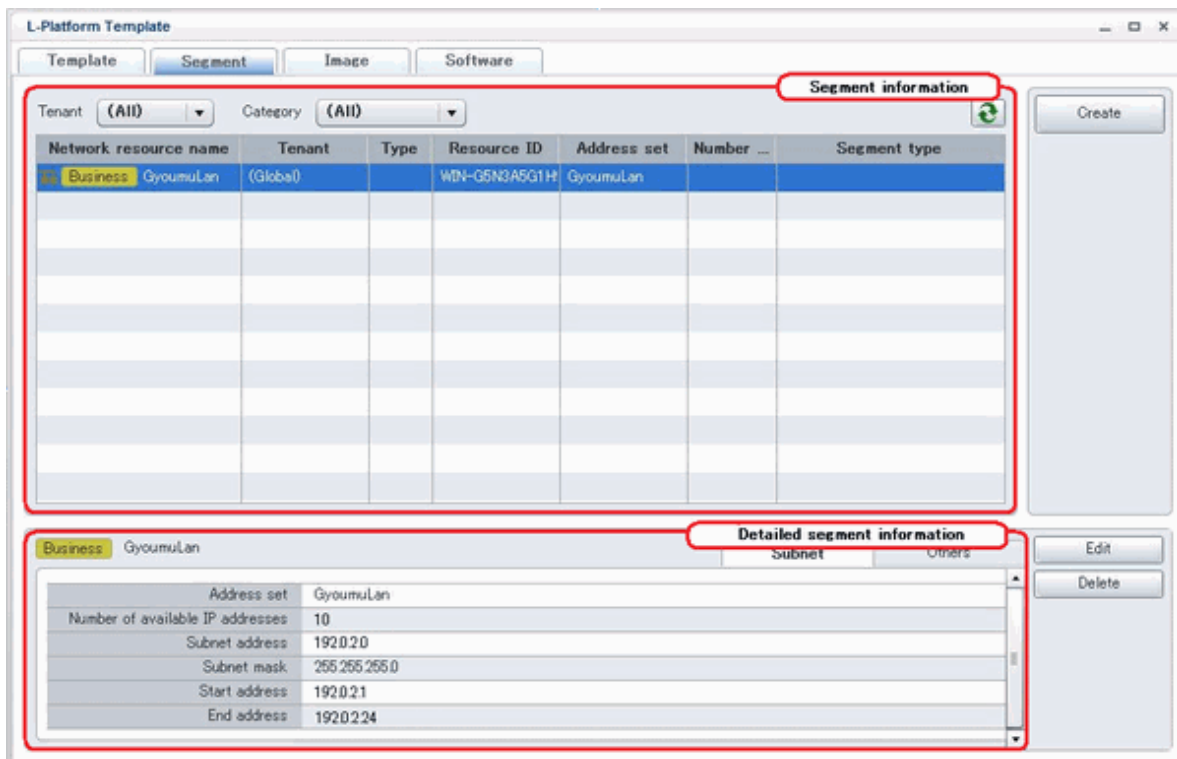 L-Platform Template
Template Segment Image Software
Segment information
Tenant (All) Category (All)
Create
Network resource name Tenant Type Resource ID Address set Number ... Segment type
Business GyoumuLan (Global) WIN-G5N3A5G1H GyoumuLan
Detailed segment information
Business GyoumuLan Subnet Others
Edit
Delete
Address set GyoumuLan
Number of available IP addresses 10
Subnet address 192.0.2.0
Subnet mask 255.255.255.0
Start address 192.0.2.1
End address 192.0.2.24